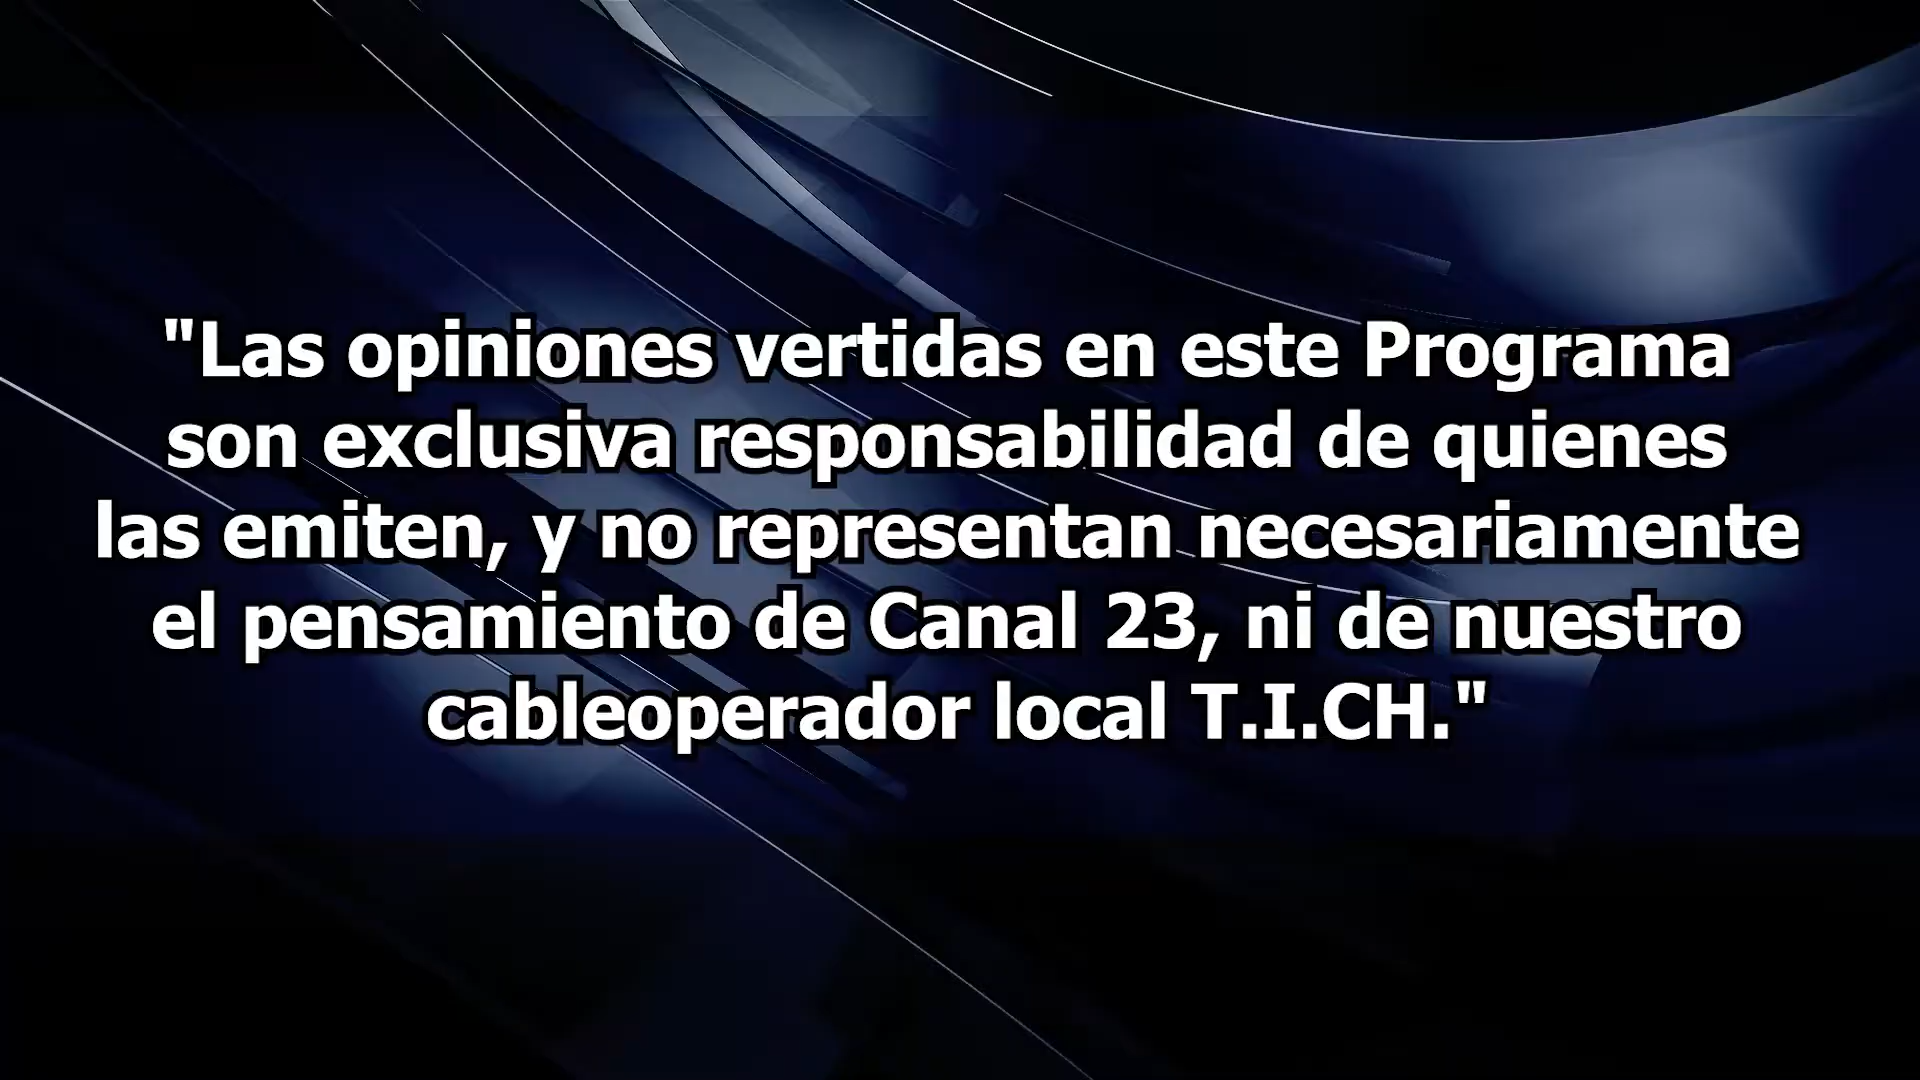 "Las opiniones vertidas en este Programa
son exclusiva responsabilidad de quienes
las emiten, y no representan necesariamente
el pensamiento de Canal 23, ni de nuestro
cableoperador local T.I.CH."